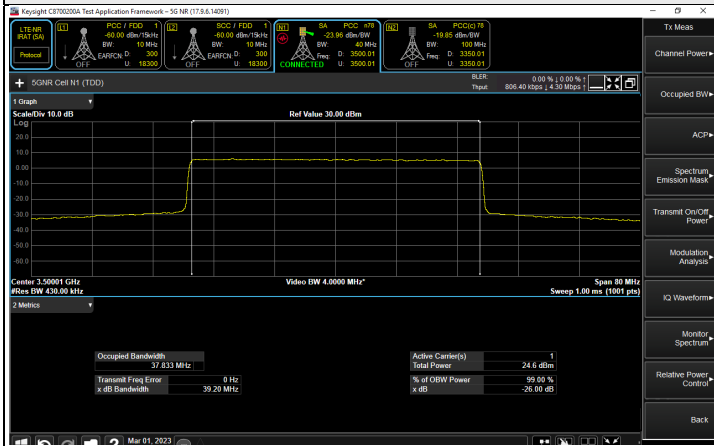 Keysight C8700200A Test Application Framework – 5G NR (17.9.6.14091)
LTE-NR
IRAT (SA)
Protocol
L1
PCC / FDD 1
-60.00 dBm/15kHz
BW: 10 MHz
EARFCN: D: 300
OFF U: 18300
L2
SCC / FDD 1
-60.00 dBm/15kHz
BW: 10 MHz
EARFCN: D: 300
OFF U: 18300
N1
SA PCC n78
-23.96 dBm/BW
BW: 40 MHz
Freq: D: 3500.01
CONNECTED U: 3500.01
N2
SA PCC(c) 78
-19.85 dBm/BW
BW: 100 MHz
Freq: D: 3350.01
OFF U: 3350.01
5GNR Cell N1 (TDD)
BLER: 0.00 % ↓ 0.00 % ↑
Thput: 806.40 kbps ↓ 4.30 Mbps ↑
1 Graph
Scale/Div 10.0 dB
Ref Value 30.00 dBm
Log
20.0
10.0
0.00
-10.0
-20.0
-30.0
-40.0
-50.0
-60.0
Center 3.50001 GHz
Video BW 4.0000 MHz*
Span 80 MHz
#Res BW 430.00 kHz
Sweep 1.00 ms (1001 pts)
2 Metrics
Occupied Bandwidth
37.833 MHz
Transmit Freq Error 0 Hz
x dB Bandwidth 39.20 MHz
Active Carrier(s) 1
Total Power 24.6 dBm
% of OBW Power 99.00 %
x dB -26.00 dB
Mar 01, 2023
Tx Meas
Channel Power
Occupied BW
ACP
Spectrum
Emission Mask
Transmit On/Off
Power
Modulation
Analysis
IQ Waveform
Monitor
Spectrum
Relative Power
Control
Back